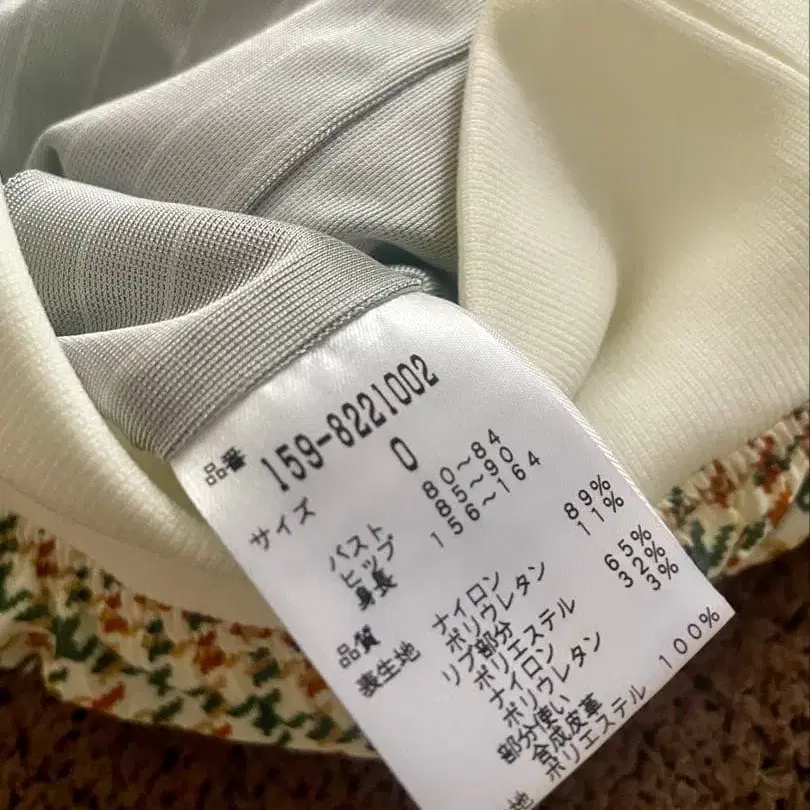 品番 159-8221002
サイズ 0
バスト 80~84
ヒップ 85~90
身長 156~164
品質
表生地 ナイロン 89%
ポリウレタン 11%
リブ部分
ポリエステル 65%
ナイロン 32%
ポリウレタン 3%
部分使い
合成皮革
ポリエステル 100%
地